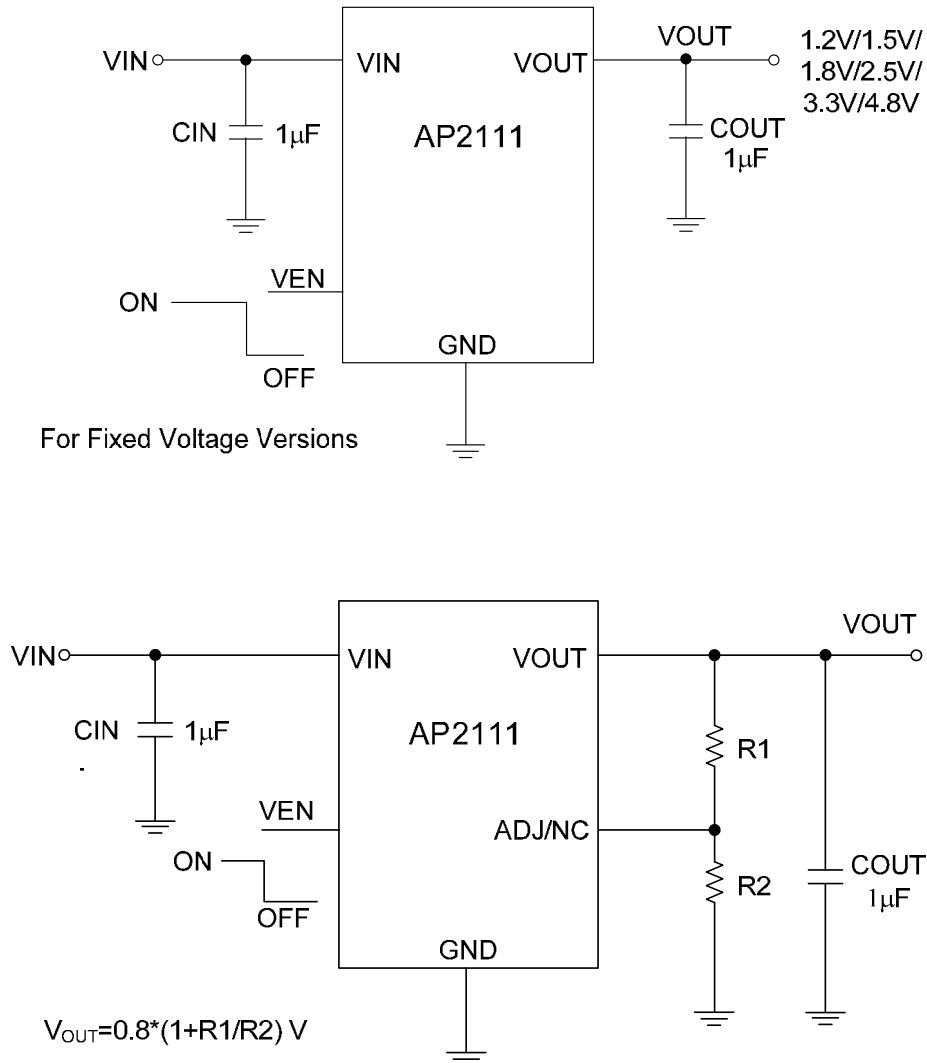 VOUT
1.2V/1.5V/
1.8V/2.5V/
3.3V/4.8V
VIN
VIN
VOUT
CIN
1μF
AP2111
COUT
1μF
VEN
ON
OFF
GND
For Fixed Voltage Versions
VOUT
VIN
VIN
VOUT
CIN
1μF
AP2111
R1
VEN
ADJ/NC
ON
OFF
R2
COUT
1μF
GND
VOUT=0.8*(1+R1/R2) V